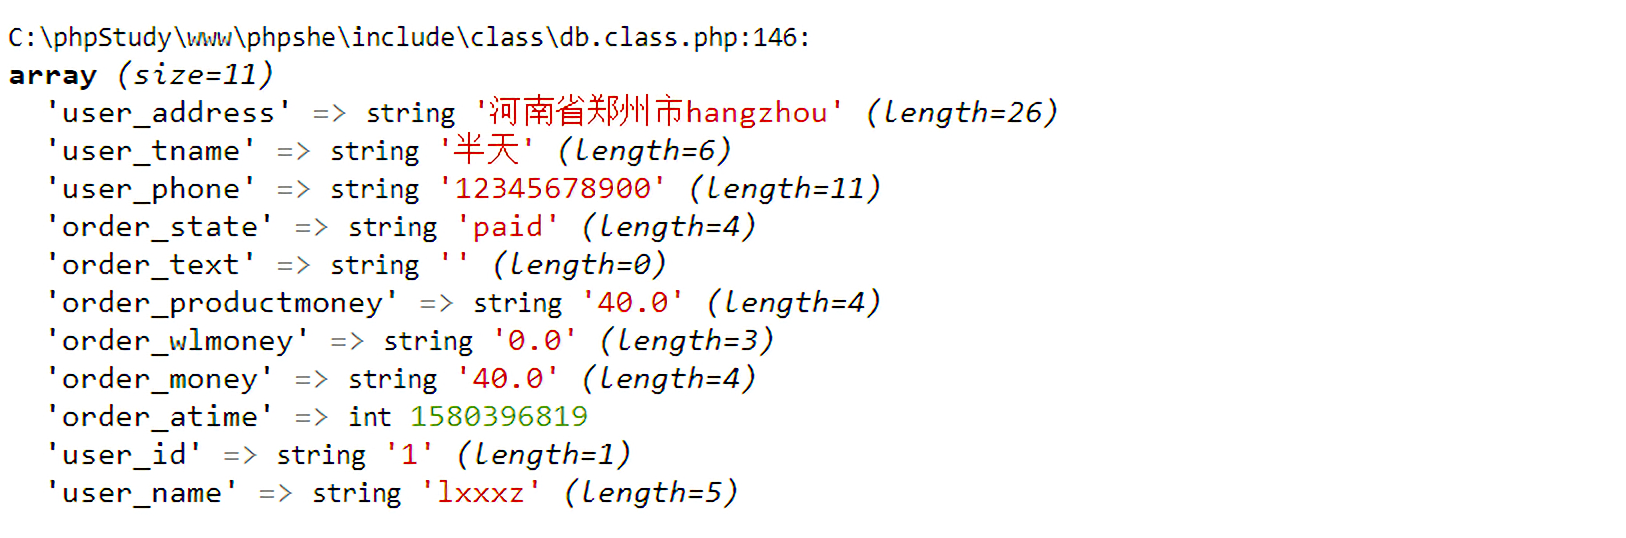 C:\phpStudy\www\phpshe\include\class\db.class.php:146:
array (size=11)
'user_address' => string '河南省郑州市hangzhou' (length=26)
'user_tname' => string '半天' (length=6)
'user_phone' => string '12345678900' (length=11)
'order_state' => string 'paid' (length=4)
'order_text' => string '' (length=0)
'order_productmoney' => string '40.0' (length=4)
'order_wlmoney' => string '0.0' (length=3)
'order_money' => string '40.0' (length=4)
'order_atime' => int 1580396819
'user_id' => string '1' (length=1)
'user_name' => string 'lxxxz' (length=5)